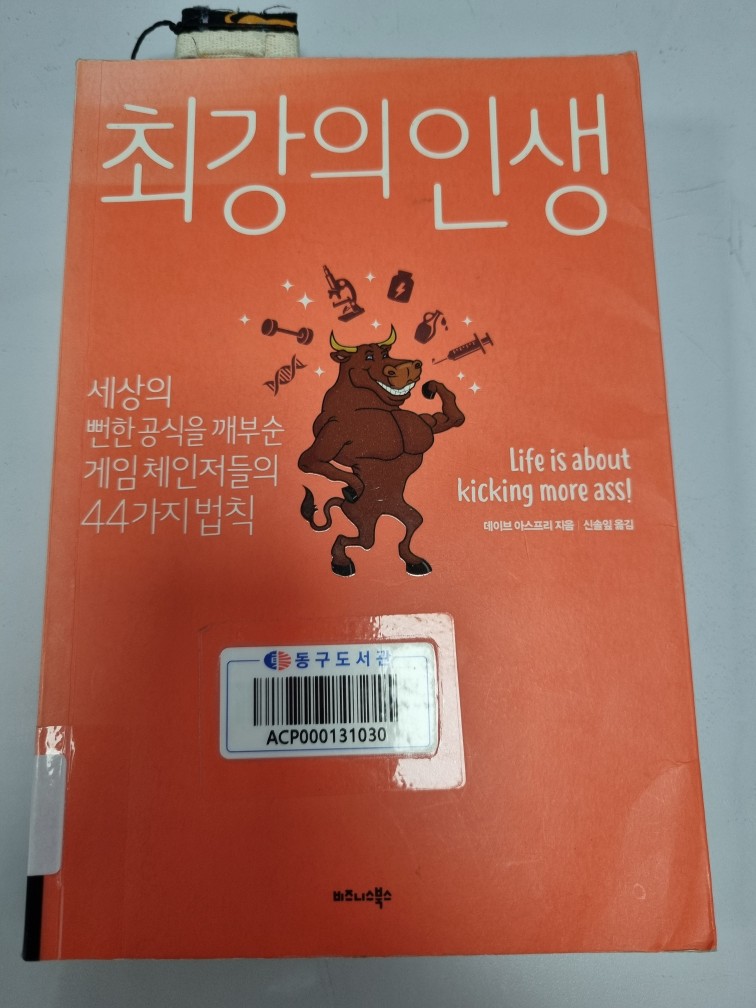 최강의 인생
세상의
뻔한 공식을 깨부순
게임 체인저들의
44가지 법칙
Life is about
kicking more ass!
데이브 아스프리 지음 | 신솔잎 옮김
동구도서관
ACP000131030
비즈니스북스